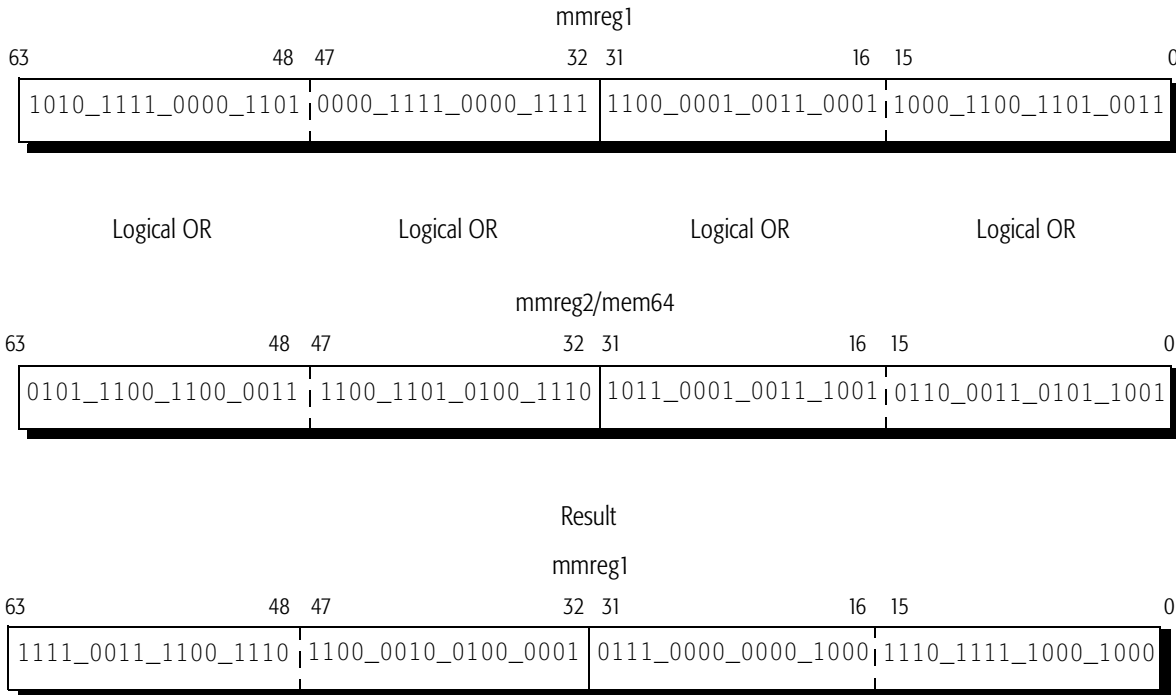 mmreg1
63 48 47 32 31 16 15 0
1010_1111_0000_1101 0000_1111_0000_1111 1100_0001_0011_0001 1000_1100_1101_0011
Logical OR Logical OR Logical OR Logical OR
mmreg2/mem64
63 48 47 32 31 16 15 0
0101_1100_1100_0011 1100_1101_0100_1110 1011_0001_0011_1001 0110_0011_0101_1001
Result
mmreg1
63 48 47 32 31 16 15 0
1111_0011_1100_1110 1100_0010_0100_0001 0111_0000_0000_1000 1110_1111_1000_1000